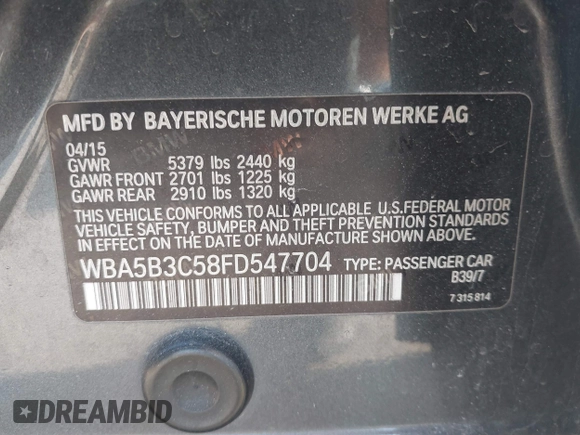 MFD BY BAYERISCHE MOTOREN WERKE AG
04/15
GVWR 5379 lbs 2440 kg
GAWR FRONT 2701 lbs 1225 kg
GAWR REAR 2910 lbs 1320 kg
THIS VEHICLE CONFORMS TO ALL APPLICABLE U.S.FEDERAL MOTOR
VEHICLE SAFETY, BUMPER AND THEFT PREVENTION STANDARDS
IN EFFECT ON THE DATE OF MANUFACTURE SHOWN ABOVE.
WBA5B3C58FD547704 TYPE: PASSENGER CAR
B39/7
7 315 814
DREAMBID